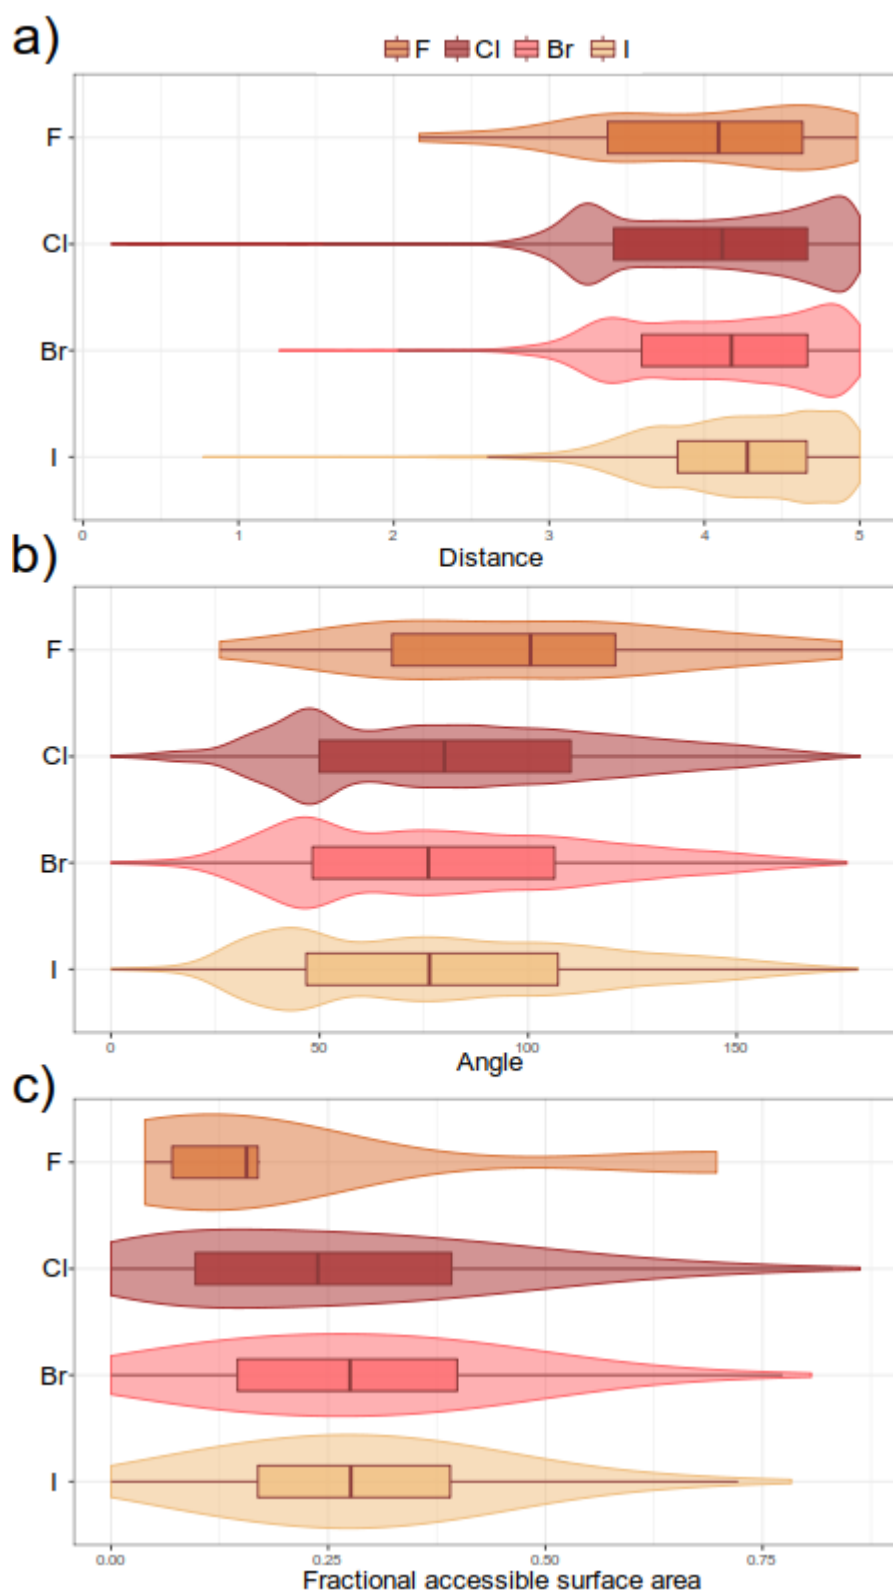 a)
F Cl Br I
F
Cl
Br
I
0 1 2 3 4 5
Distance
b)
F
Cl
Br
I
0 50 100 150
Angle
c)
F
Cl
Br
I
0.00 0.25 0.50 0.75
Fractional accessible surface area